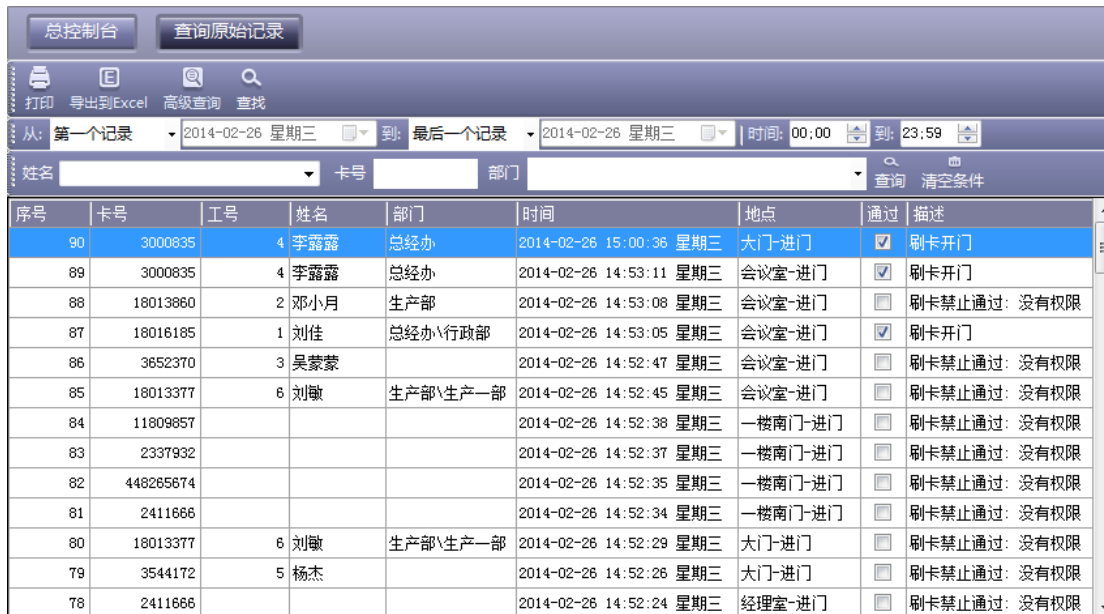 总控制台 查询原始记录
打印 导出到Excel 高级查询 查找
从: 第一个记录 2014-02-26 星期三 到: 最后一个记录 2014-02-26 星期三 时间: 00:00 到: 23:59
姓名 卡号 部门 查询 清空条件
序号 卡号 工号 姓名 部门 时间 地点 通过 描述
90 3000835 4 李露露 总经办 2014-02-26 15:00:36 星期三 大门-进门 刷卡开门
89 3000835 4 李露露 总经办 2014-02-26 14:53:11 星期三 会议室-进门 刷卡开门
88 18013860 2 邓小月 生产部 2014-02-26 14:53:08 星期三 会议室-进门 刷卡禁止通过: 没有权限
87 18016185 1 刘佳 总经办\行政部 2014-02-26 14:53:05 星期三 会议室-进门 刷卡开门
86 3652370 3 吴蒙蒙 2014-02-26 14:52:47 星期三 会议室-进门 刷卡禁止通过: 没有权限
85 18013377 6 刘敏 生产部\生产一部 2014-02-26 14:52:45 星期三 会议室-进门 刷卡禁止通过: 没有权限
84 11809857 2014-02-26 14:52:38 星期三 一楼南门-进门 刷卡禁止通过: 没有权限
83 2337932 2014-02-26 14:52:37 星期三 一楼南门-进门 刷卡禁止通过: 没有权限
82 448265674 2014-02-26 14:52:35 星期三 一楼南门-进门 刷卡禁止通过: 没有权限
81 2411666 2014-02-26 14:52:34 星期三 一楼南门-进门 刷卡禁止通过: 没有权限
80 18013377 6 刘敏 生产部\生产一部 2014-02-26 14:52:29 星期三 大门-进门 刷卡禁止通过: 没有权限
79 3544172 5 杨杰 2014-02-26 14:52:26 星期三 大门-进门 刷卡禁止通过: 没有权限
78 2411666 2014-02-26 14:52:24 星期三 经理室-进门 刷卡禁止通过: 没有权限